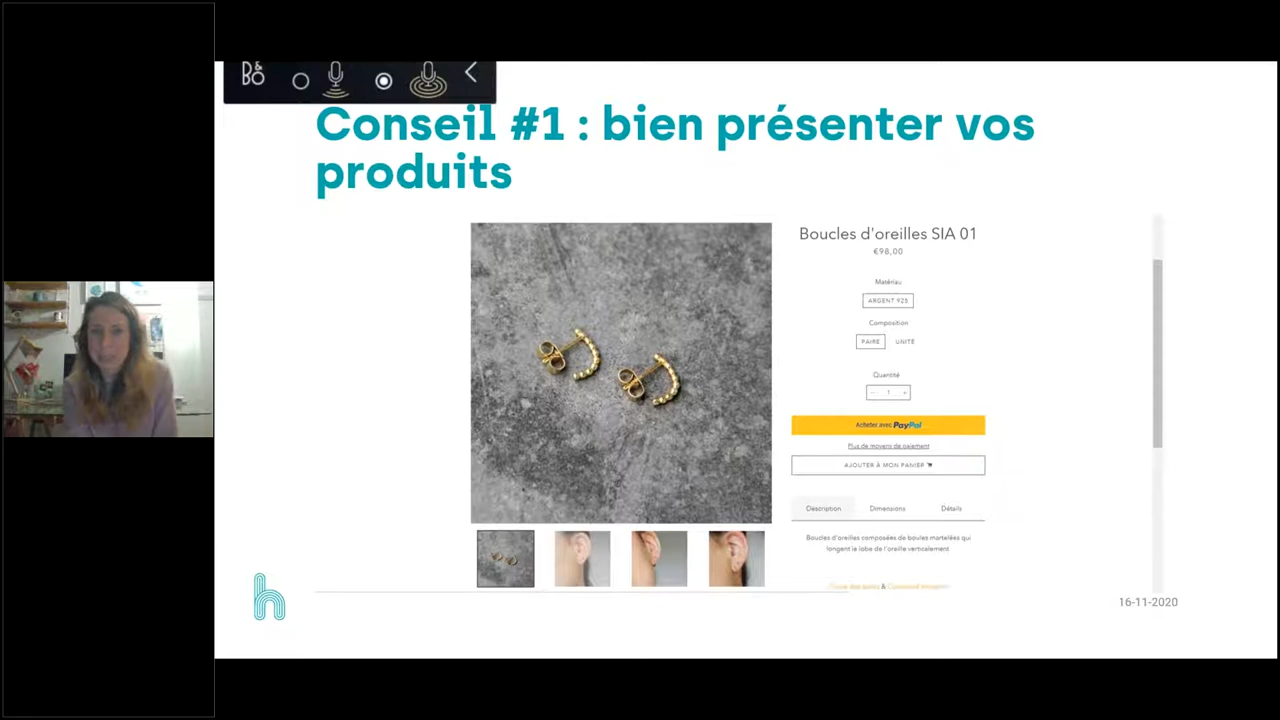 B&BO
Conseil #1 : bien présenter vos
produits
Boucles d'oreilles SIA 01
€98,00
Matériau
ARGENT 925
Composition
PAIRE UNITÉ
Quantité
1
Acheter avec PayPal
Plus de moyens de paiement
AJOUTER À MON PANIER
Description Dimensions Détails
Boucles d'oreilles composées de boules martelées qui
longent le lobe de l'oreille verticalement
h
16-11-2020